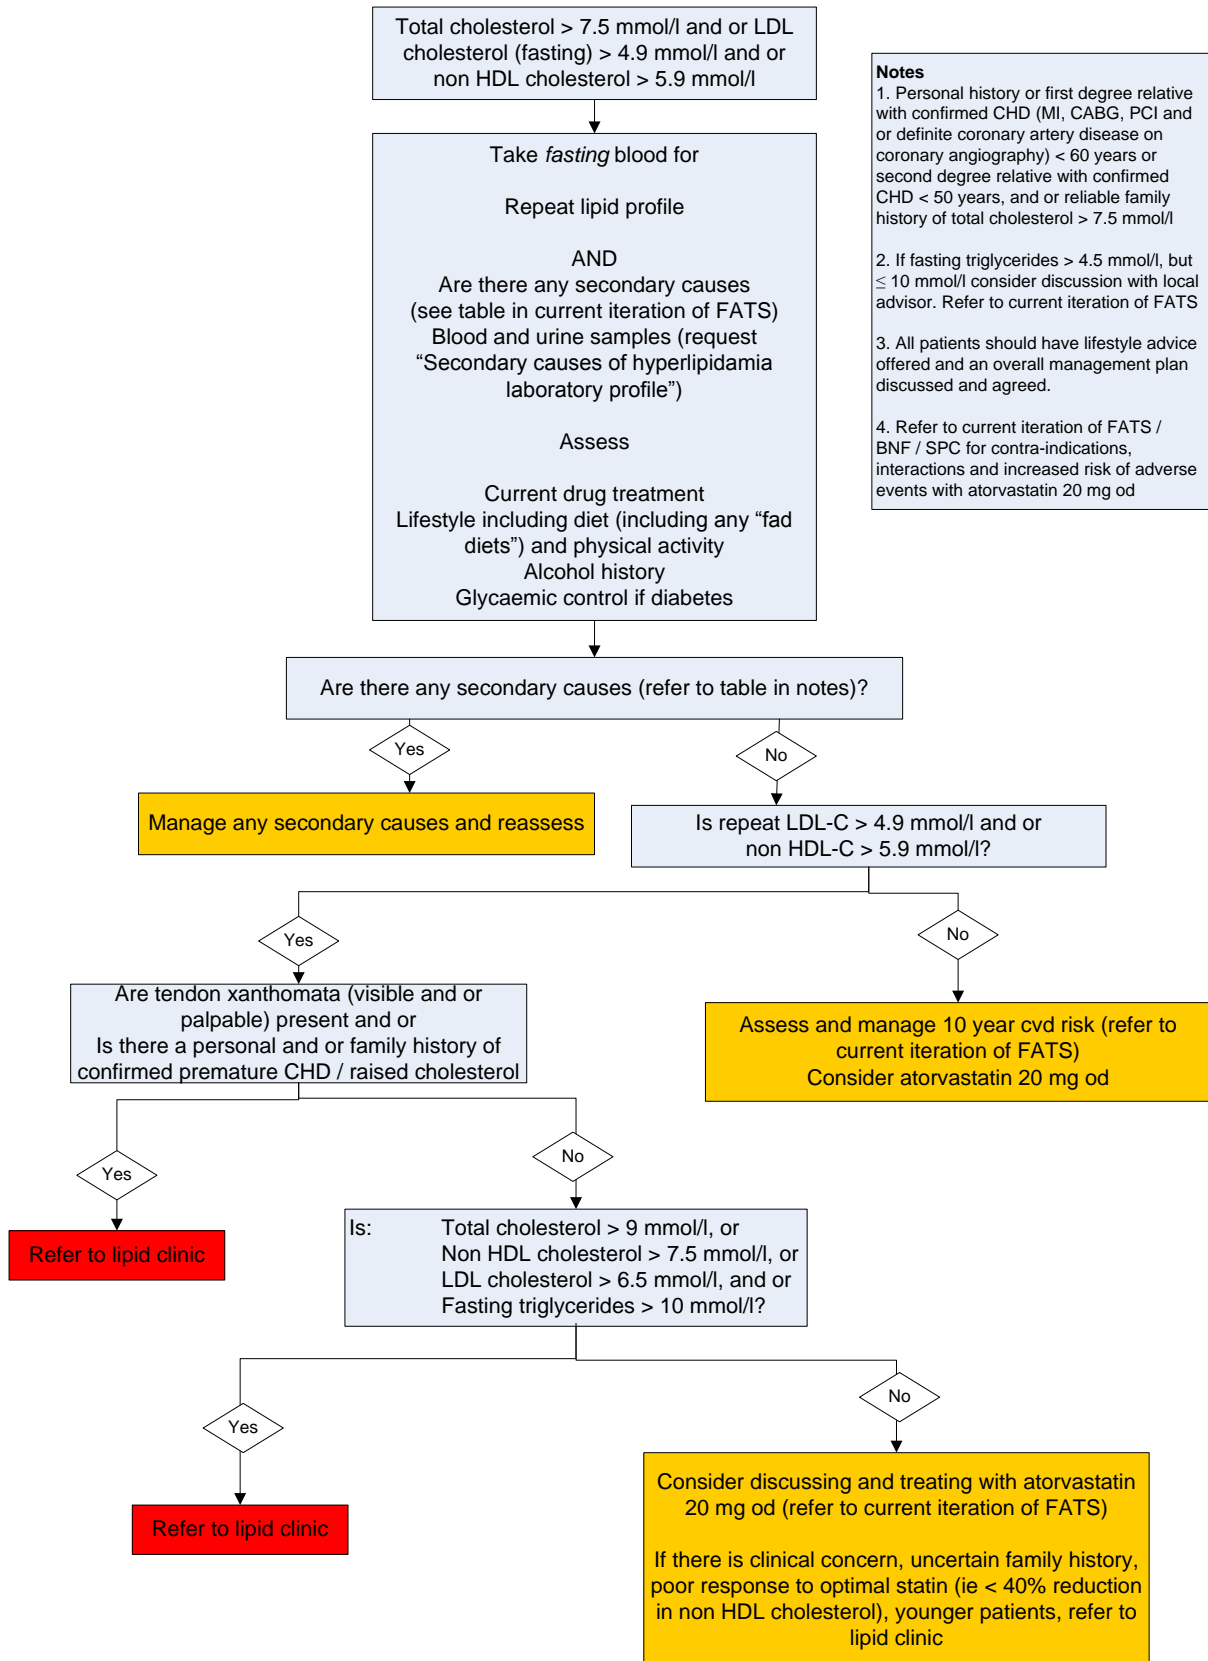 Total cholesterol > 7.5 mmol/l and or LDL
cholesterol (fasting) > 4.9 mmol/l and or
non HDL cholesterol > 5.9 mmol/l
Notes
1. Personal history or first degree relative
with confirmed CHD (MI, CABG, PCI and
or definite coronary artery disease on
coronary angiography) < 60 years or
second degree relative with confirmed
CHD < 50 years, and or reliable family
history of total cholesterol > 7.5 mmol/l
2. If fasting triglycerides > 4.5 mmol/l, but
≤ 10 mmol/l consider discussion with local
advisor. Refer to current iteration of FATS
3. All patients should have lifestyle advice
offered and an overall management plan
discussed and agreed.
4. Refer to current iteration of FATS /
BNF / SPC for contra-indications,
interactions and increased risk of adverse
events with atorvastatin 20 mg od
Take fasting blood for
Repeat lipid profile
AND
Are there any secondary causes
(see table in current iteration of FATS)
Blood and urine samples (request
“Secondary causes of hyperlipidamia
laboratory profile”)
Assess
Current drug treatment
Lifestyle including diet (including any “fad
diets”) and physical activity
Alcohol history
Glycaemic control if diabetes
Are there any secondary causes (refer to table in notes)?
Yes
No
Manage any secondary causes and reassess
Is repeat LDL-C > 4.9 mmol/l and or
non HDL-C > 5.9 mmol/l?
Yes
No
Are tendon xanthomata (visible and or
palpable) present and or
Is there a personal and or family history of
confirmed premature CHD / raised cholesterol
Assess and manage 10 year cvd risk (refer to
current iteration of FATS)
Consider atorvastatin 20 mg od
Yes
No
Refer to lipid clinic
Is: Total cholesterol > 9 mmol/l, or
Non HDL cholesterol > 7.5 mmol/l, or
LDL cholesterol > 6.5 mmol/l, and or
Fasting triglycerides > 10 mmol/l?
Yes
No
Refer to lipid clinic
Consider discussing and treating with atorvastatin
20 mg od (refer to current iteration of FATS)
If there is clinical concern, uncertain family history,
poor response to optimal statin (ie < 40% reduction
in non HDL cholesterol), younger patients, refer to
lipid clinic